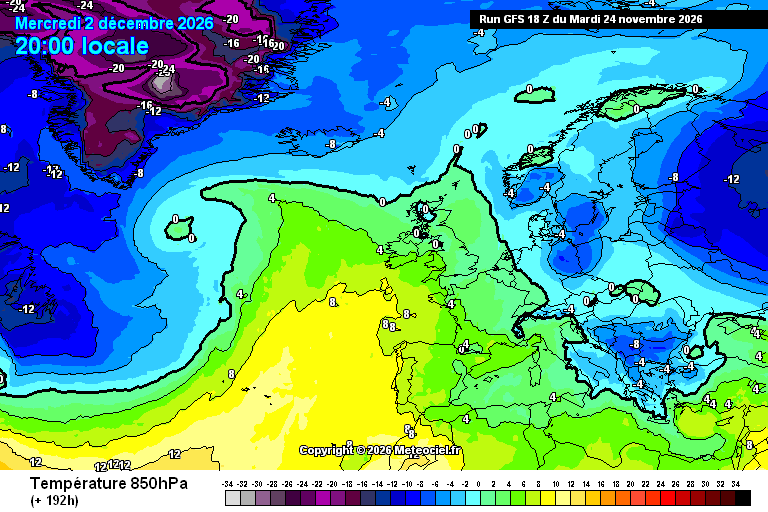 Mercredi 2 décembre 2026
20:00 locale
Run GFS 18 Z du Mardi 24 novembre 2026
Copyright © 2026 Meteociel.fr
Température 850hPa
(+ 192h)
-34 -32 -30 -28 -26 -24 -22 -20 -18 -16 -14 -12 -10 -8 -6 -4 -2 0 2 4 6 8 10 12 14 16 18 20 22 24 26 28 30 32 34